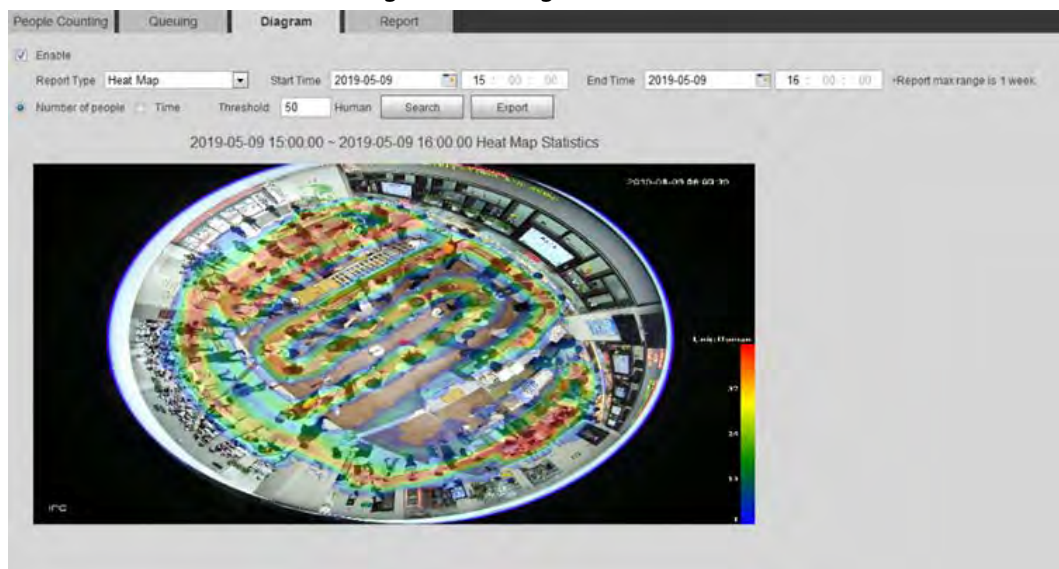 People Counting Queuing Diagram Report
Enable
Report Type Heat Map Start Time 2019-05-09 15 : 00 : 00 End Time 2019-05-09 16 : 00 : 00 *Report max range is 1 week.
Number of people Time Threshold 50 Human Search Export
2019-05-09 15:00:00 ~ 2019-05-09 16:00:00 Heat Map Statistics
Unit:Human
IPC